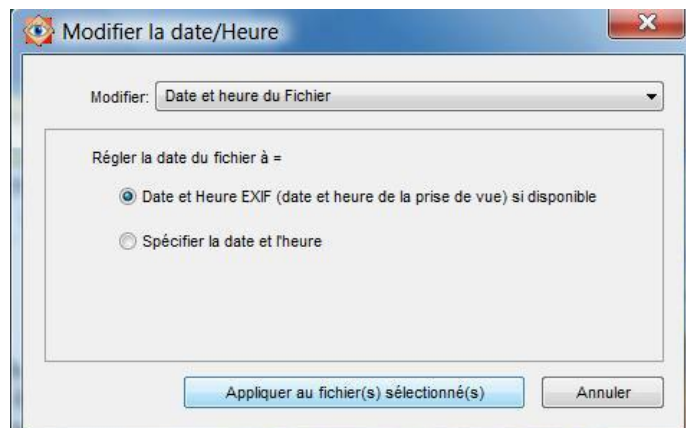 Modifier la date/Heure
Modifier: Date et heure du Fichier
Régler la date du fichier à =
Date et Heure EXIF (date et heure de la prise de vue) si disponible
Spécifier la date et l'heure
Appliquer au fichier(s) sélectionné(s) Annuler